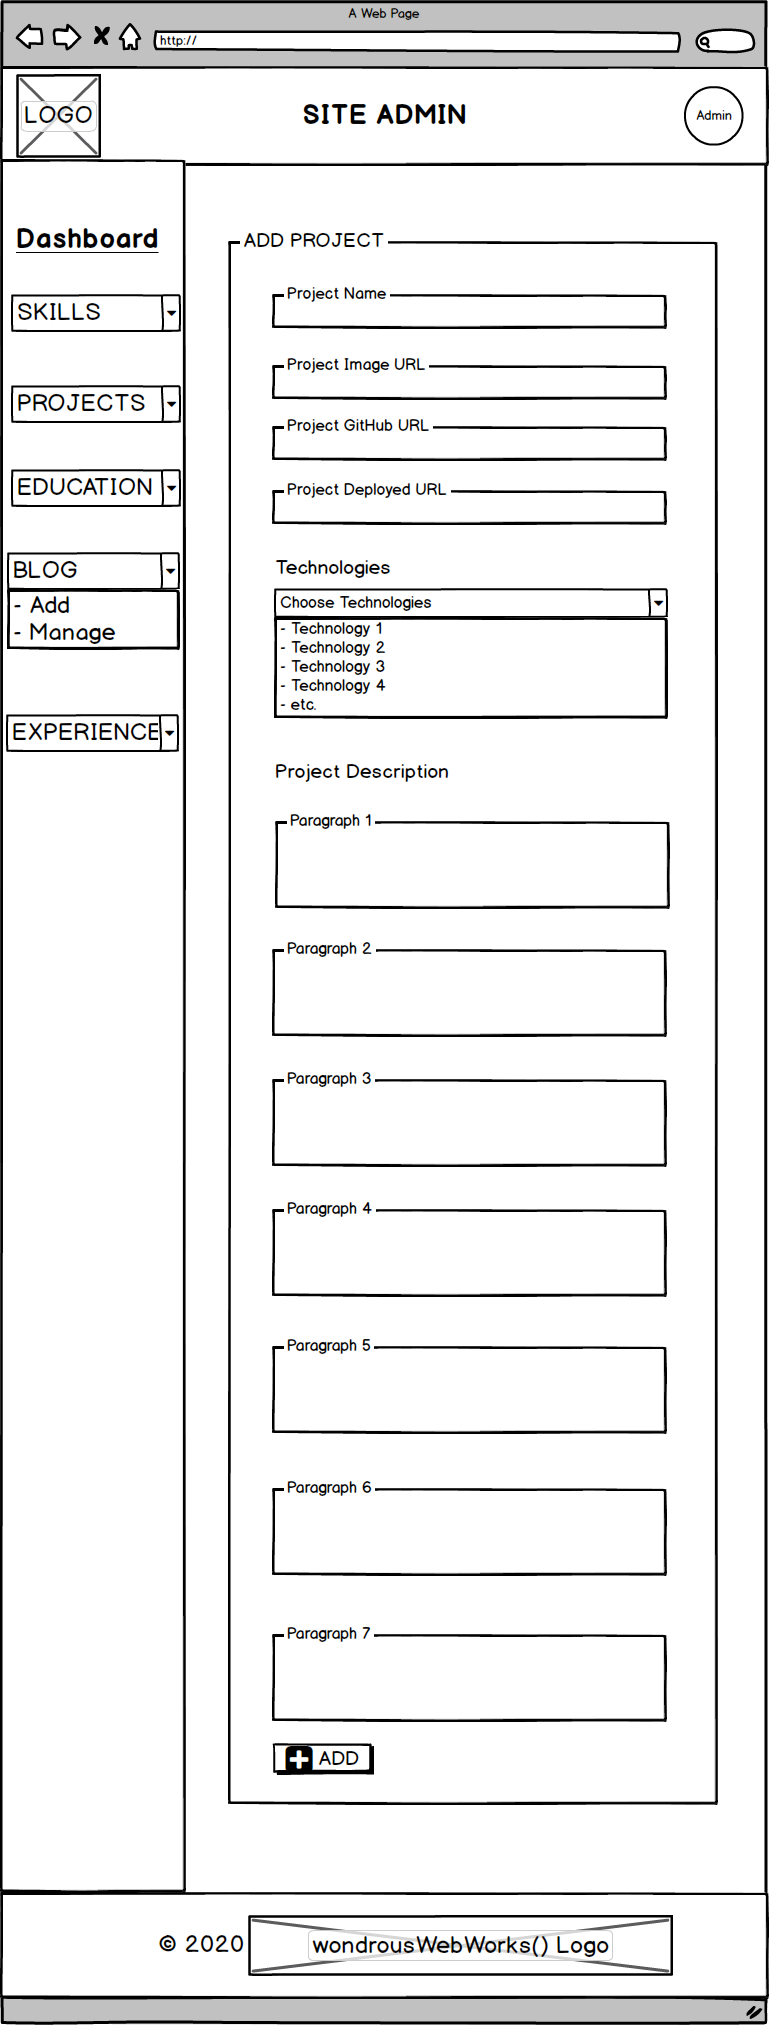 A Web Page
http://
LOGO
SITE ADMIN
Admin
Dashboard
SKILLS
PROJECTS
EDUCATION
BLOG
- Add
- Manage
EXPERIENCE
ADD PROJECT
Project Name
Project Image URL
Project GitHub URL
Project Deployed URL
Technologies
Choose Technologies
- Technology 1
- Technology 2
- Technology 3
- Technology 4
- etc.
Project Description
Paragraph 1
Paragraph 2
Paragraph 3
Paragraph 4
Paragraph 5
Paragraph 6
Paragraph 7
ADD
© 2020 wondrousWebWorks() Logo